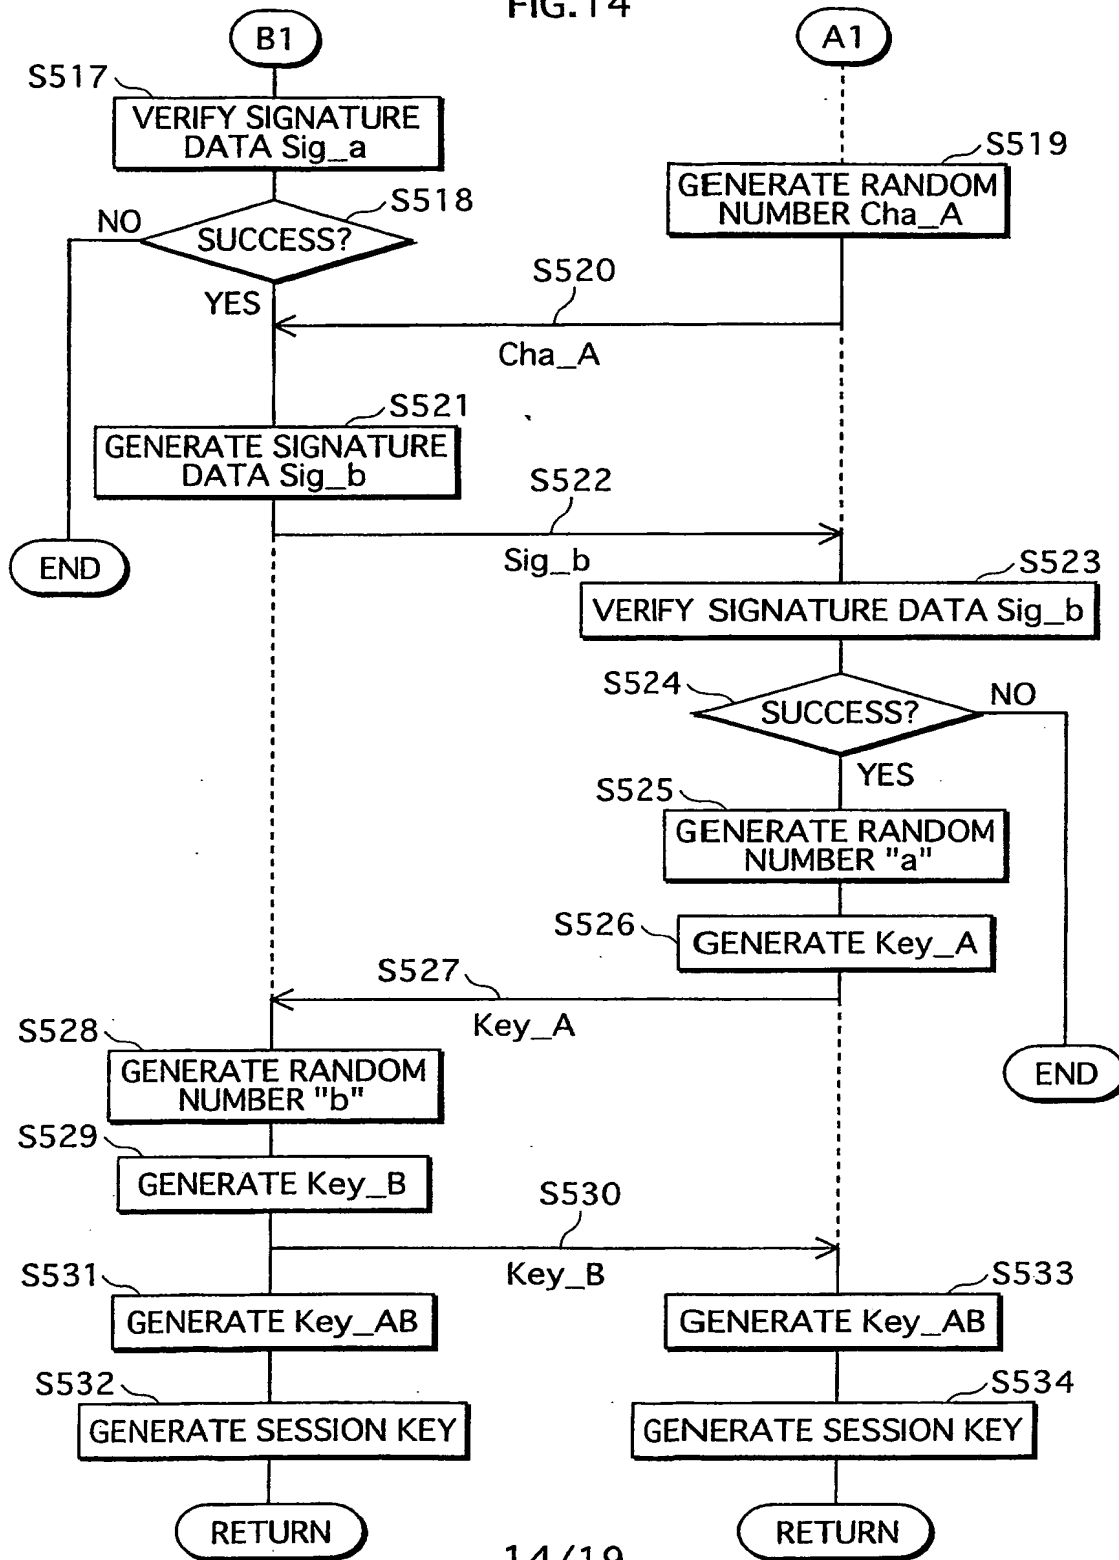 FIG.14
B1
A1
S517
VERIFY SIGNATURE
DATA Sig_a
S519
GENERATE RANDOM
NUMBER Cha_A
S518
NO
SUCCESS?
YES
S520
Cha_A
S521
GENERATE SIGNATURE
DATA Sig_b
S522
Sig_b
END
S523
VERIFY SIGNATURE DATA Sig_b
S524
SUCCESS?
NO
YES
S525
GENERATE RANDOM
NUMBER "a"
S526
GENERATE Key_A
S527
Key_A
END
S528
GENERATE RANDOM
NUMBER "b"
S529
GENERATE Key_B
S530
Key_B
S531
GENERATE Key_AB
S533
GENERATE Key_AB
S532
GENERATE SESSION KEY
S534
GENERATE SESSION KEY
RETURN
RETURN
14/19